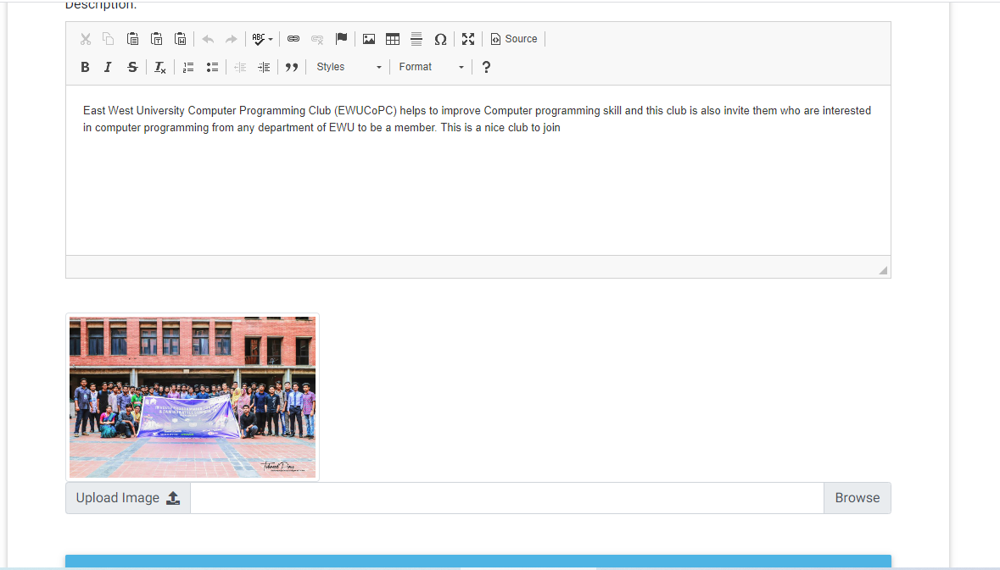 Description:
ABC
Source
B I S Tx
Styles
Format
?
East West University Computer Programming Club (EWUCoPC) helps to improve Computer programming skill and this club is also invite them who are interested
in computer programming from any department of EWU to be a member. This is a nice club to join
Upload Image
Browse